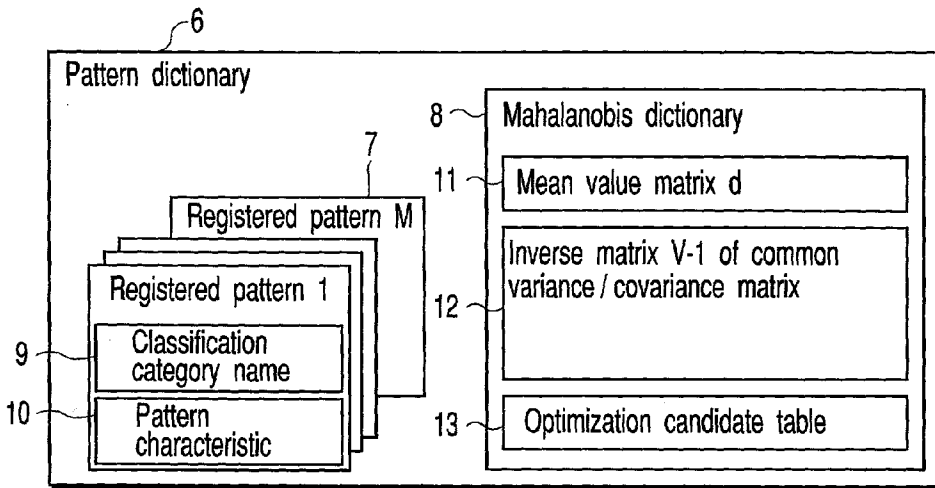 6
Pattern dictionary
7
Registered pattern M
Registered pattern 1
9
Classification
category name
10
Pattern
characteristic
8
Mahalanobis dictionary
11
Mean value matrix d
12
Inverse matrix V-1 of common
variance / covariance matrix
13
Optimization candidate table